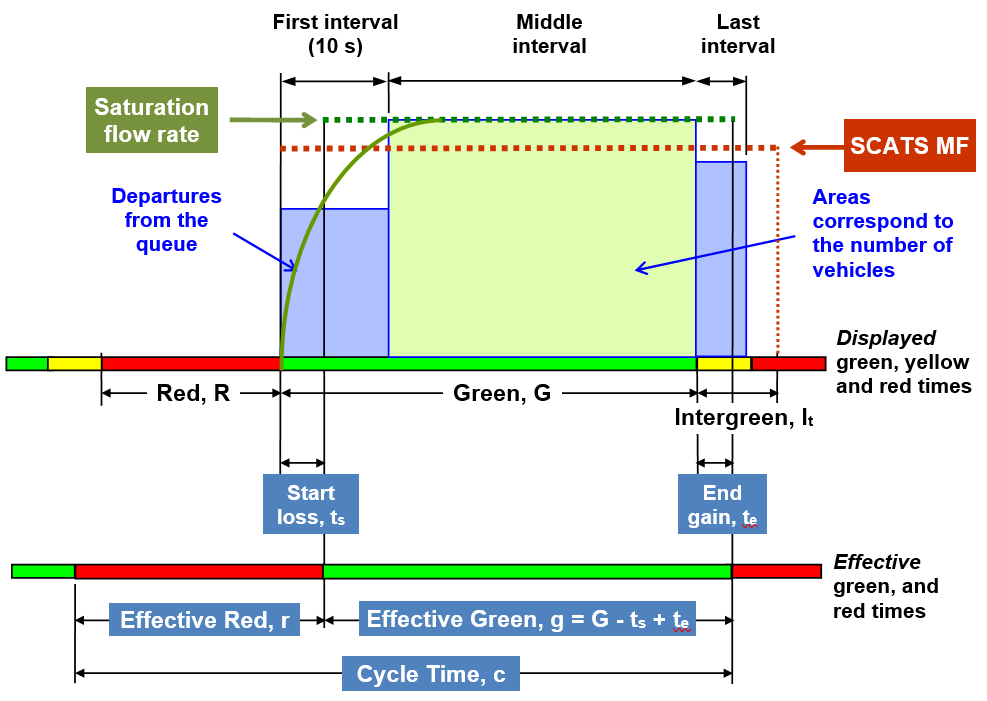 First interval
(10 s)
Middle
interval
Last
interval
Saturation
flow rate
SCATS MF
Departures
from the
queue
Areas
correspond to
the number of
vehicles
Displayed
green, yellow
and red times
Red, R
Green, G
Intergreen, It
Start
loss, ts
End
gain, te
Effective
green, and
red times
Effective Red, r
Effective Green, g = G - ts + te
Cycle Time, c